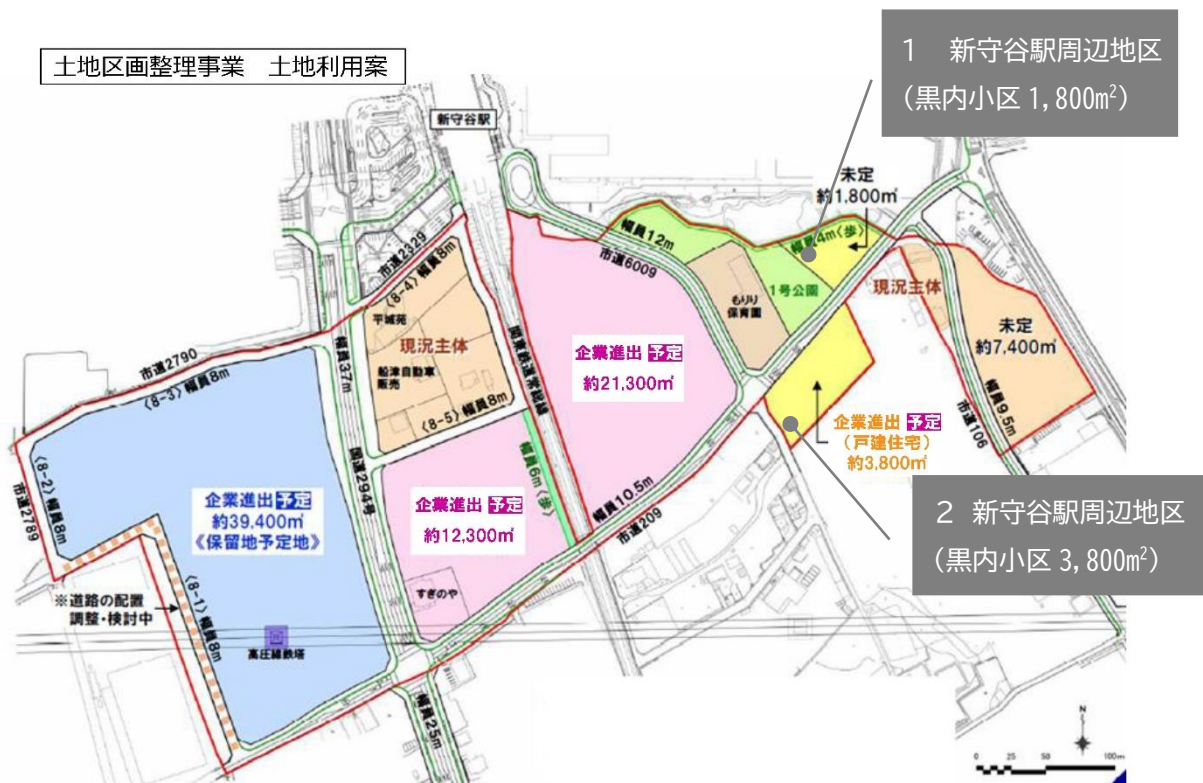 土地区画整理事業　土地利用案
1　新守谷駅周辺地区
（黒内小区 1,800m²）
新守谷駅
未定
約1,800㎡
幅員12m
幅員4m(歩)
市道2329
市道6009
(8-4) 幅員8m
もりり
保育園
1号公園
現況主体
平城苑
現況主体
未定
約7,400㎡
市道2790
幅員37m
関東鉄道常総線
企業進出 予定
約21,300㎡
船津自動車
販売
(8-3) 幅員8m
(8-5) 幅員8m
幅員9.5m
市道106
企業進出 予定
（戸建住宅）
約3,800㎡
(8-2) 幅員8m
市道2789
国道294号
幅員6m(歩)
企業進出 予定
約39,400㎡
《保留地予定地》
企業進出 予定
約12,300㎡
幅員10.5m
市道209
2 新守谷駅周辺地区
（黒内小区 3,800m²）
すぎのや
※道路の配置
調整・検討中
(8-1) 幅員8m
高圧線鉄塔
幅員25m
N
0 25 50 100m